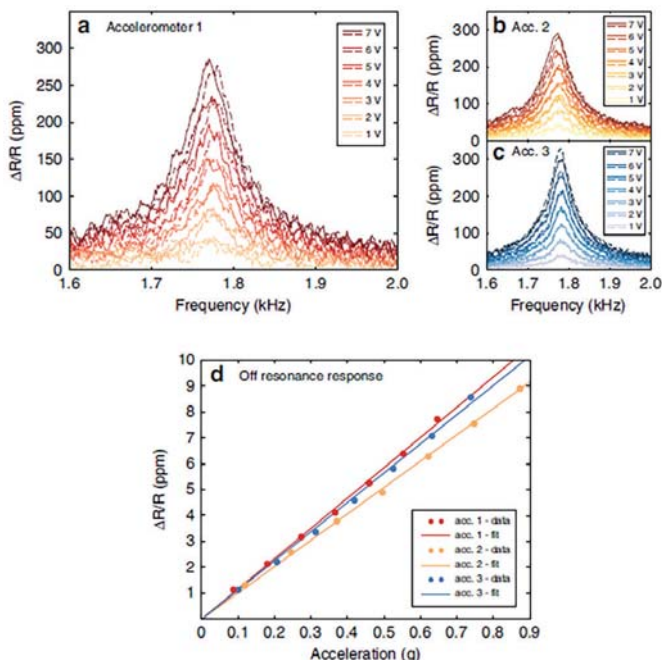 a Accelerometer 1
ΔR/R (ppm)
300
250
200
150
100
50
0
1.6 1.7 1.8 1.9 2.0
Frequency (kHz)
7 V
6 V
5 V
4 V
3 V
2 V
1 V
b Acc. 2
ΔR/R (ppm)
300
200
100
0
7 V
6 V
5 V
4 V
3 V
2 V
1 V
c Acc. 3
ΔR/R (ppm)
300
200
100
0
1.6 1.7 1.8 1.9 2.0
Frequency (kHz)
7 V
6 V
5 V
4 V
3 V
2 V
1 V
d Off resonance response
ΔR/R (ppm)
10
9
8
7
6
5
4
3
2
1
0 0.1 0.2 0.3 0.4 0.5 0.6 0.7 0.8 0.9
Acceleration (g)
acc. 1 - data
acc. 1 - fit
acc. 2 - data
acc. 2 - fit
acc. 3 - data
acc. 3 - fit